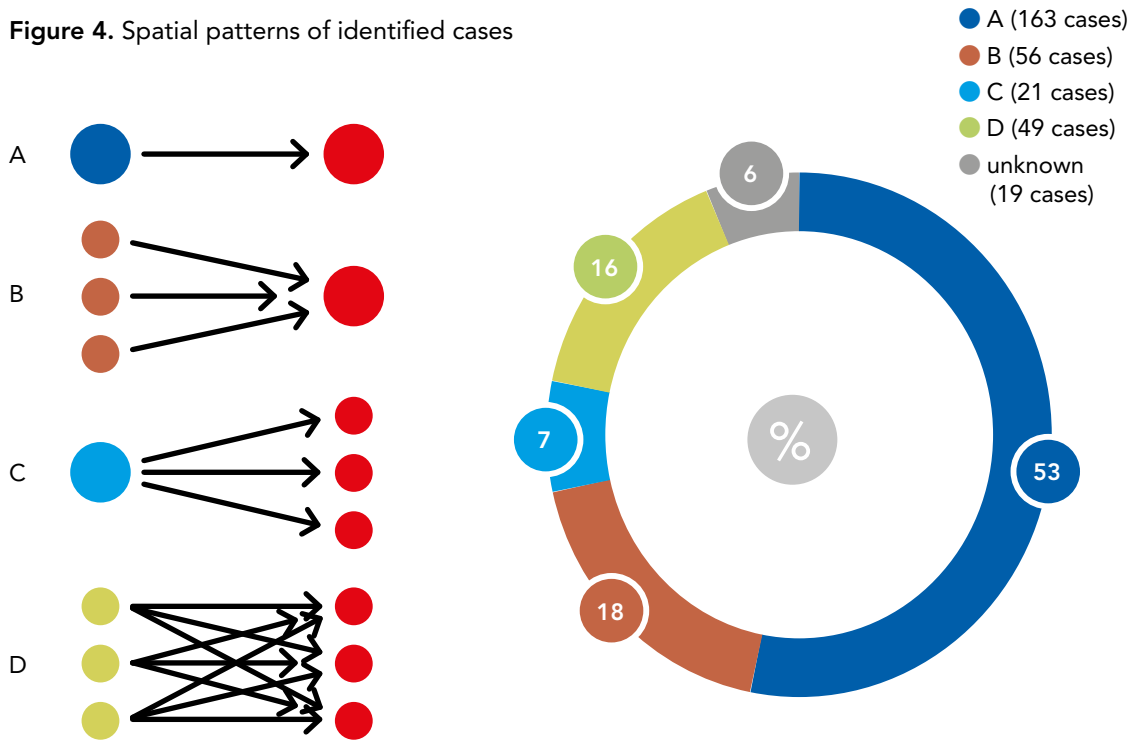 Figure 4. Spatial patterns of identified cases
A (163 cases)
B (56 cases)
C (21 cases)
D (49 cases)
unknown
(19 cases)
A
B
C
D
6
16
7
%
53
18